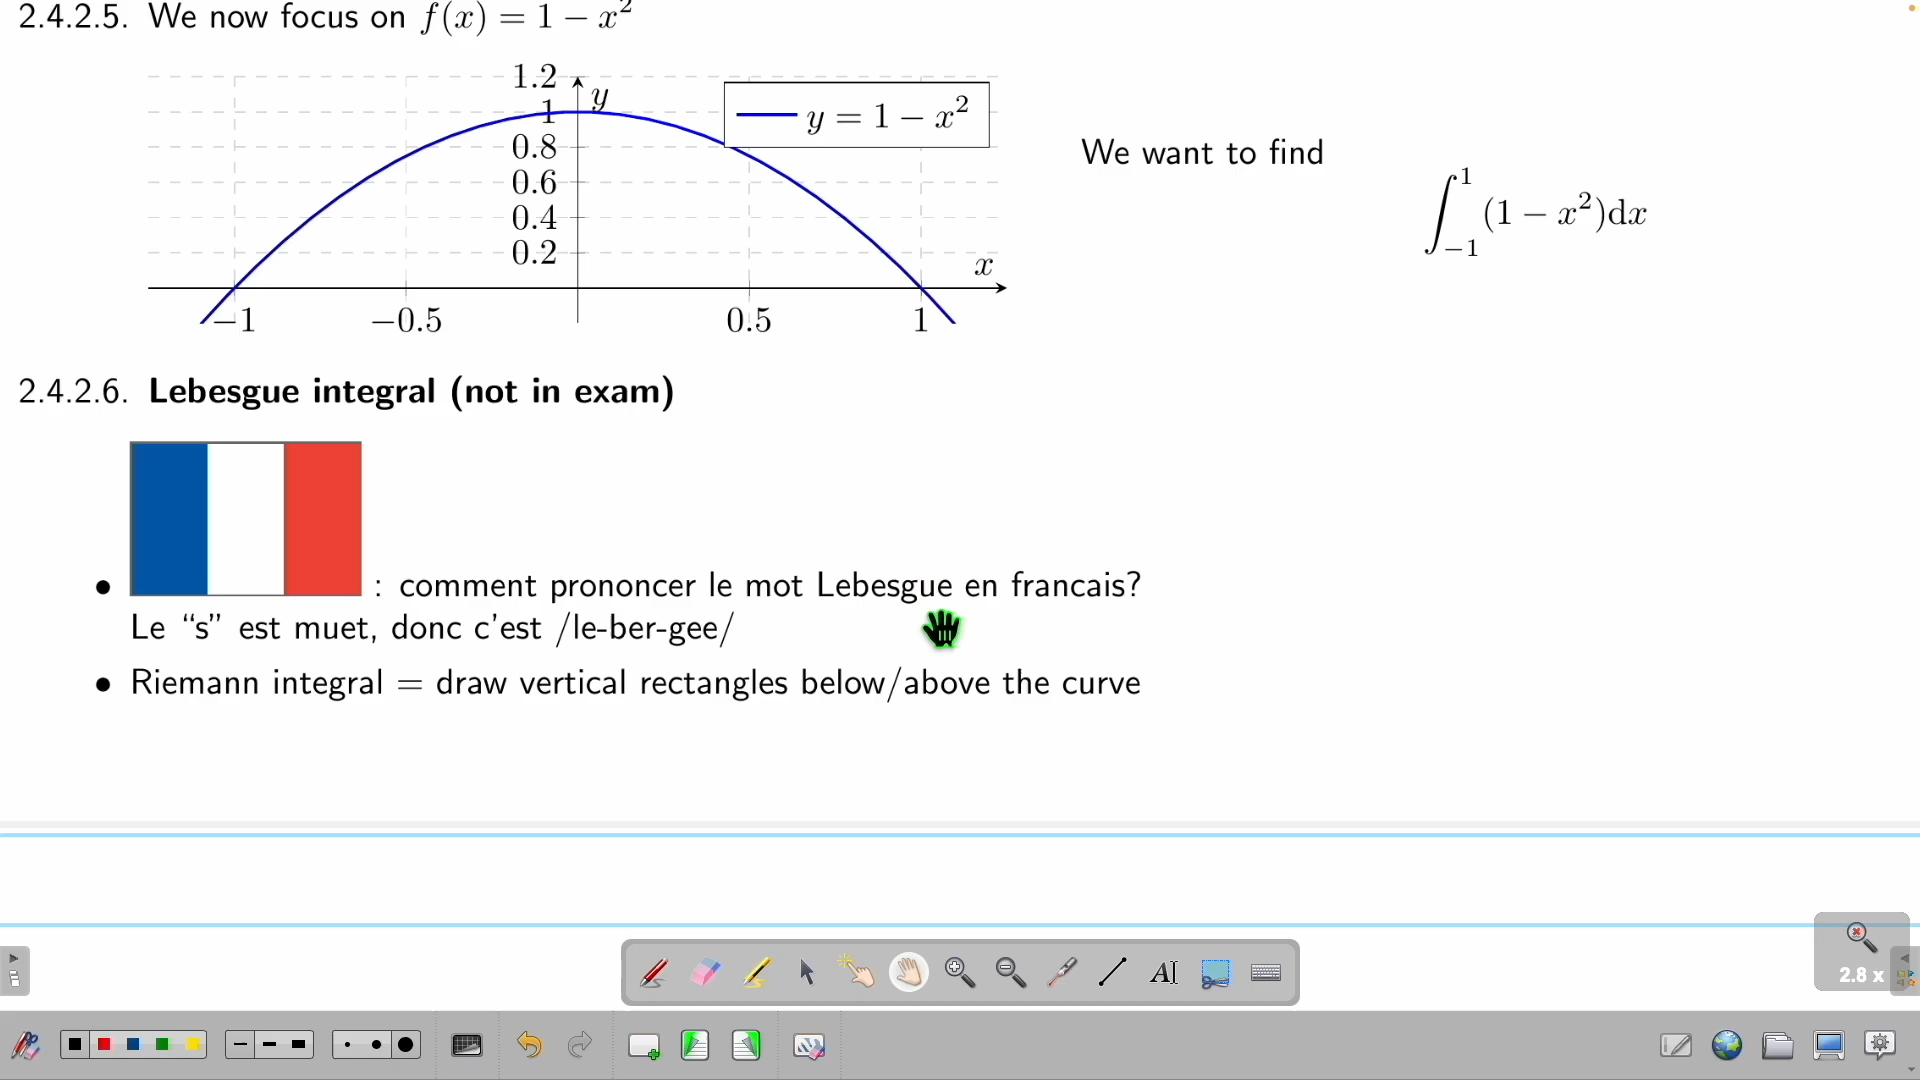 2.4.2.5. We now focus on f(x) = 1 − x²
1.2
y
1
0.8
0.6
0.4
0.2
x
−1
−0.5
0.5
1
y = 1 − x²
We want to find
∫₋₁¹ (1 − x²)dx
2.4.2.6. Lebesgue integral (not in exam)
• : comment prononcer le mot Lebesgue en francais?
Le “s” est muet, donc c'est /le-ber-gee/
• Riemann integral = draw vertical rectangles below/above the curve
AI
2.8 x